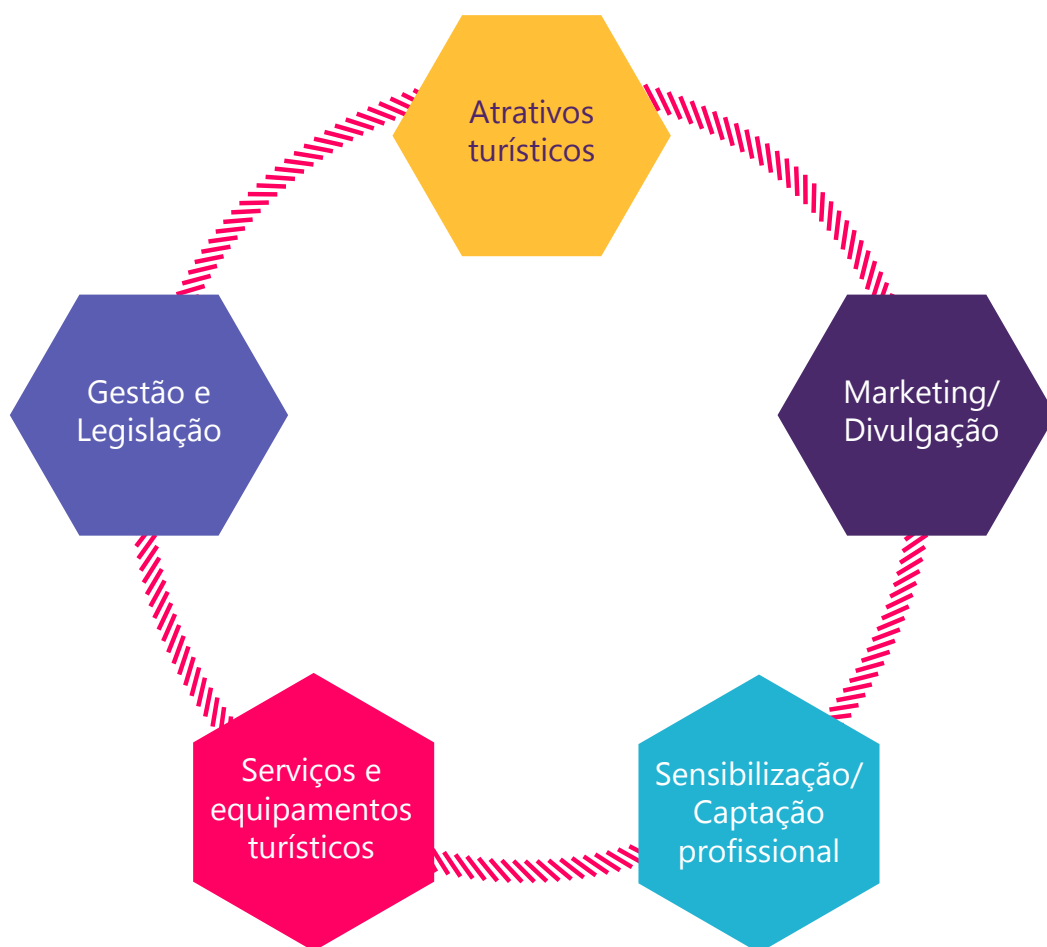 Atrativos
turísticos
Gestão e
Legislação
Marketing/
Divulgação
Serviços e
equipamentos
turísticos
Sensibilização/
Captação
profissional